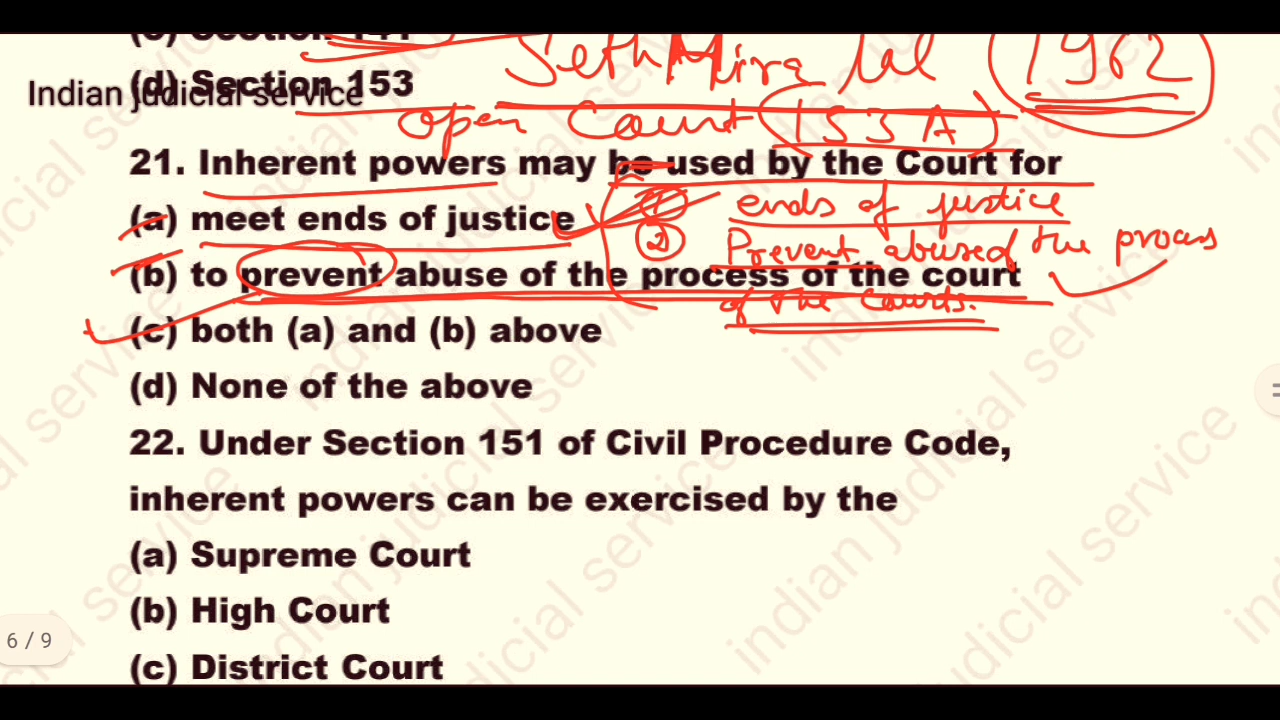 (c) Section 141
Seth Hira lal 1962
(d) Section 153
Indian judicial service
open Court 153 A
21. Inherent powers may be used by the Court for
(a) meet ends of justice
① ends of justice
② Prevent abused of the process
(b) to prevent abuse of the process of the court
of the Courts.
(c) both (a) and (b) above
(d) None of the above
22. Under Section 151 of Civil Procedure Code,
inherent powers can be exercised by the
(a) Supreme Court
(b) High Court
6 / 9
(c) District Court